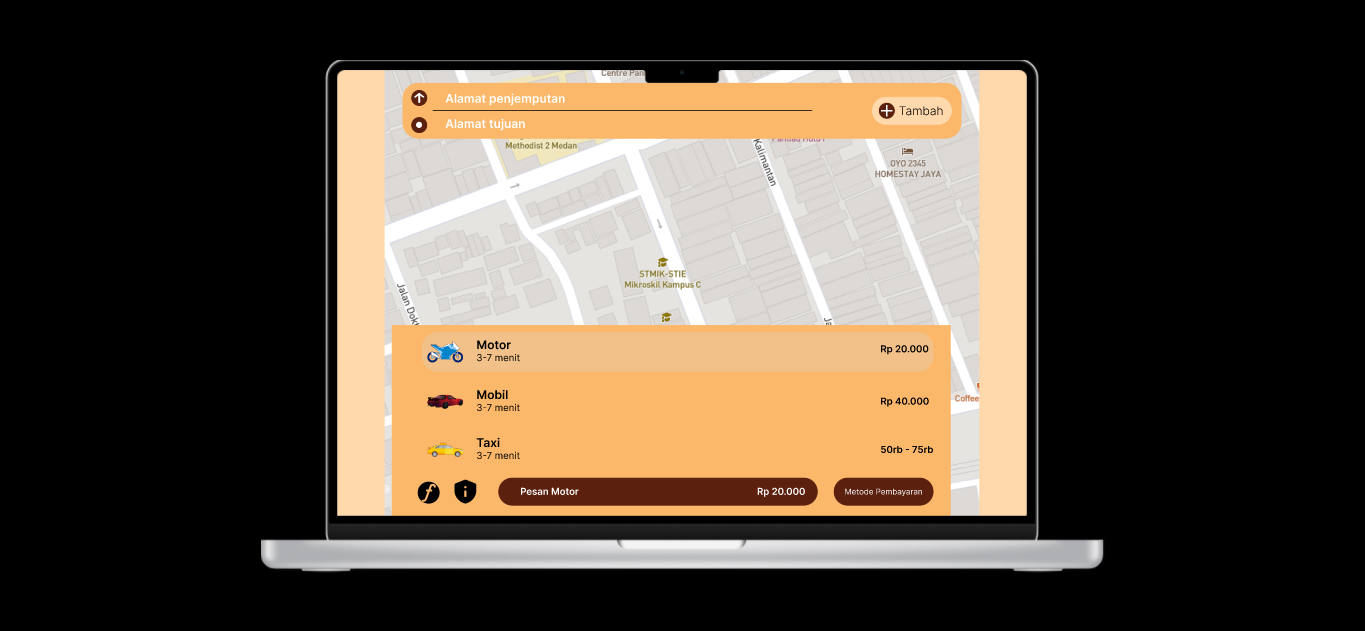 Centre Pan
Alamat penjemputan
Alamat tujuan
Tambah
Methodist 2 Medan
Kalimantan
OYO 2345
HOMESTAY JAYA
STMIK-STIE
Mikroskil Kampus C
Jalan Dokt
Ja
Coffee
Motor
3-7 menit
Rp 20.000
Mobil
3-7 menit
Rp 40.000
Taxi
3-7 menit
50rb - 75rb
Pesan Motor
Rp 20.000
Metode Pembayaran